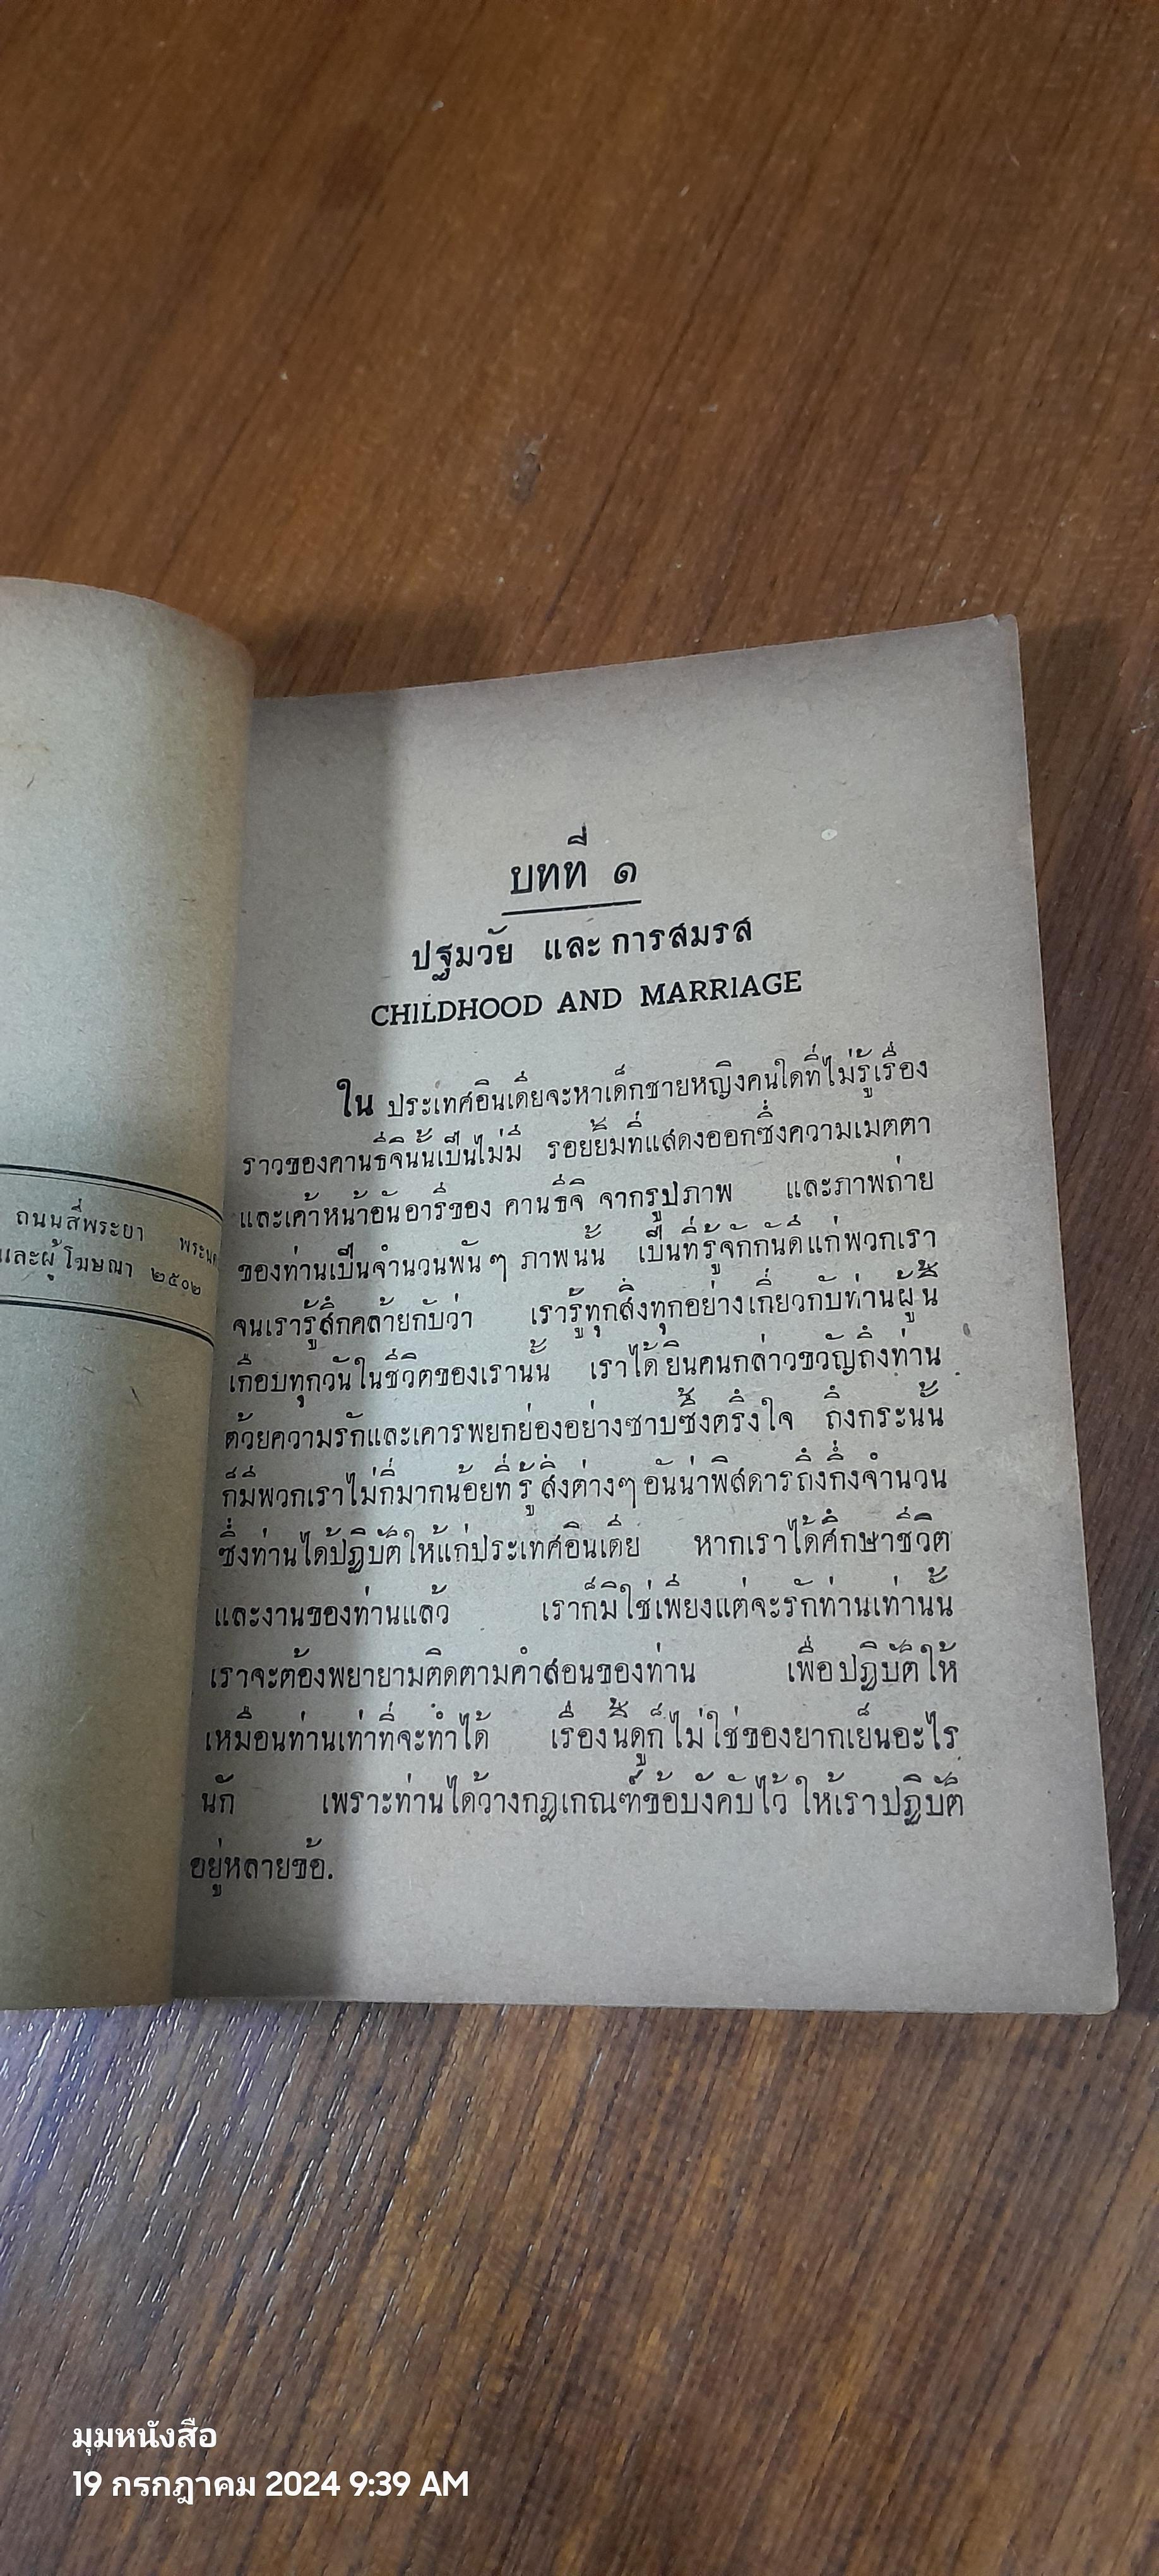 ถนนสี่พระยา พระนค
และผู้โฆษณา ๒๕๐๒
บทที่ ๑
ปฐมวัย และ การสมรส
CHILDHOOD AND MARRIAGE
ใน ประเทศอินเดียจะหาเด็กชายหญิงคนใดที่ไม่รู้เรื่อง
ราวของคานธีจินั้นเป็นไม่มี รอยยิ้มที่แสดงออกซึ่งความเมตตา
และเค้าหน้าอันอารีของ คานธีจิ จากรูปภาพ และภาพถ่าย
ของท่านเป็นจำนวนพัน ๆ ภาพนั้น เป็นที่รู้จักกันดีแก่พวกเรา
จนเรารู้สึกคล้ายกับว่า เรารู้ทุกสิ่งทุกอย่างเกี่ยวกับท่านผู้นี้
เกือบทุกวันในชีวิตของเรานั้น เราได้ยินคนกล่าวขวัญถึงท่าน
ด้วยความรักและเคารพยกย่องอย่างซาบซึ้งตรึงใจ ถึงกระนั้น
ก็มีพวกเราไม่กี่มากน้อยที่รู้สิ่งต่างๆ อันน่าพิสดารถึงกึ่งจำนวน
ซึ่งท่านได้ปฏิบัติให้แก่ประเทศอินเดีย หากเราได้ศึกษาชีวิต
และงานของท่านแล้ว เราก็มิใช่เพียงแต่จะรักท่านเท่านั้น
เราจะต้องพยายามติดตามคำสอนของท่าน เพื่อปฏิบัติให้
เหมือนท่านเท่าที่จะทำได้ เรื่องนี้ดูก็ไม่ใช่ของยากเย็นอะไร
นัก เพราะท่านได้วางกฎเกณฑ์ข้อบังคับไว้ ให้เราปฏิบัติ
อยู่หลายข้อ.
มุมหนังสือ
19 กรกฎาคม 2024 9:39 AM